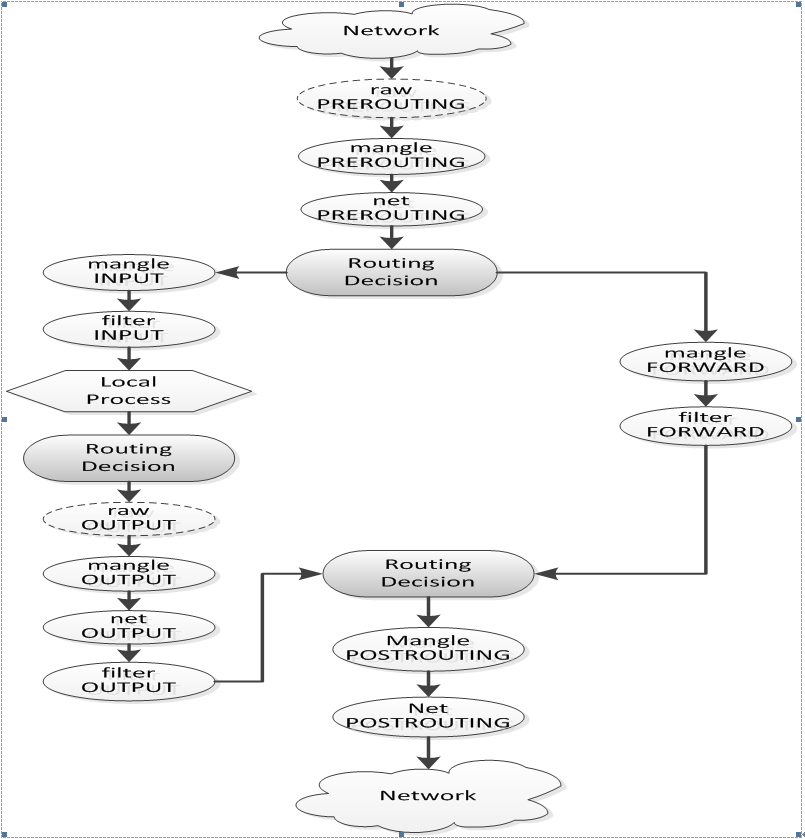 Network
raw
PREROUTING
mangle
PREROUTING
net
PREROUTING
Routing
Decision
mangle
INPUT
filter
INPUT
Local
Process
Routing
Decision
raw
OUTPUT
mangle
OUTPUT
net
OUTPUT
filter
OUTPUT
mangle
FORWARD
filter
FORWARD
Routing
Decision
Mangle
POSTROUTING
Net
POSTROUTING
Network